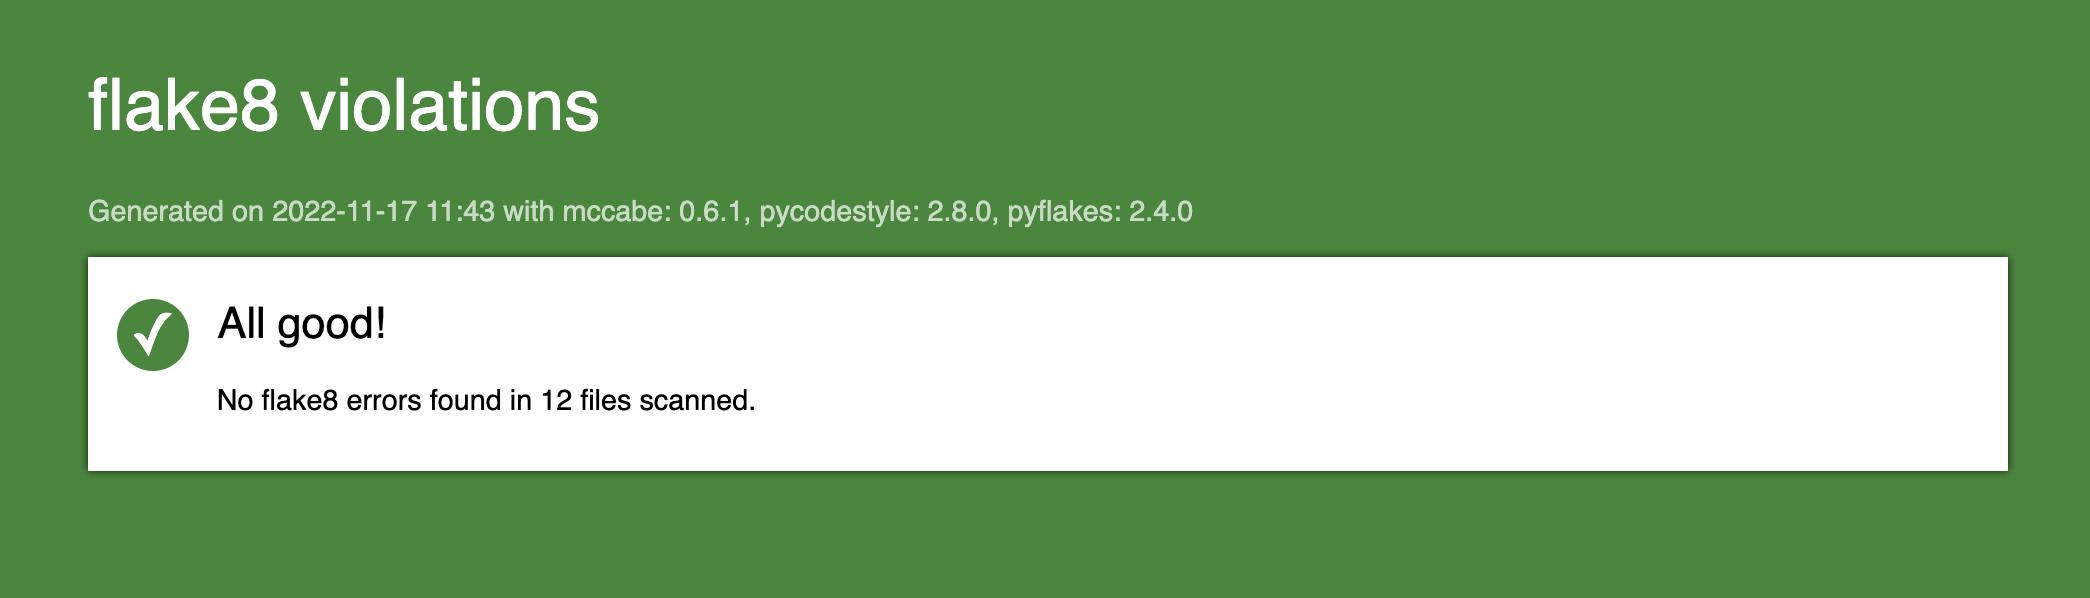 flake8 violations
Generated on 2022-11-17 11:43 with mccabe: 0.6.1, pycodestyle: 2.8.0, pyflakes: 2.4.0
All good!
No flake8 errors found in 12 files scanned.